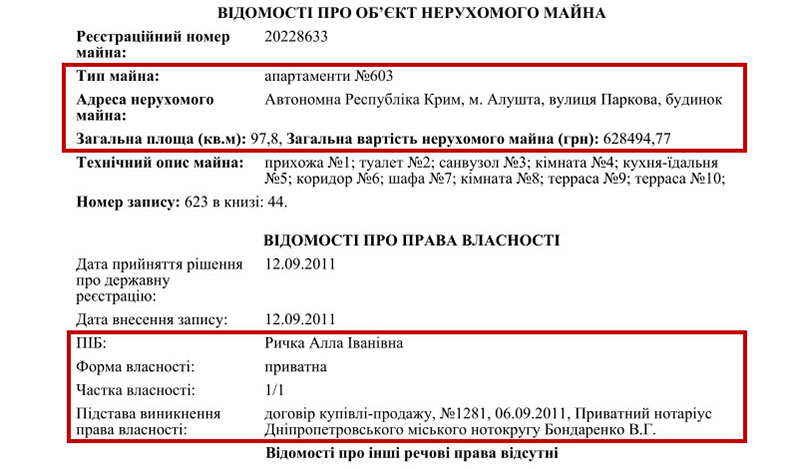 ВІДОМОСТІ ПРО ОБ’ЄКТ НЕРУХОМОГО МАЙНА
Реєстраційний номер майна: 20228633
Тип майна: апартаменти №603
Адреса нерухомого майна: Автономна Республіка Крим, м. Алушта, вулиця Паркова, будинок
Загальна площа (кв.м): 97,8, Загальна вартість нерухомого майна (грн): 628494,77
Технічний опис майна: прихожа №1; туалет №2; санвузол №3; кімната №4; кухня-їдальня
№5; коридор №6; шафа №7; кімната №8; терраса №9; терраса №10;
Номер запису: 623 в книзі: 44.
ВІДОМОСТІ ПРО ПРАВА ВЛАСНОСТІ
Дата прийняття рішення про державну реєстрацію: 12.09.2011
Дата внесення запису: 12.09.2011
ПІБ: Ричка Алла Іванівна
Форма власності: приватна
Частка власності: 1/1
Підстава виникнення права власності: договір купівлі-продажу, №1281, 06.09.2011, Приватний нотаріус
Дніпропетровського міського нотокругу Бондаренко В.Г.
Відомості про інші речові права відсутні